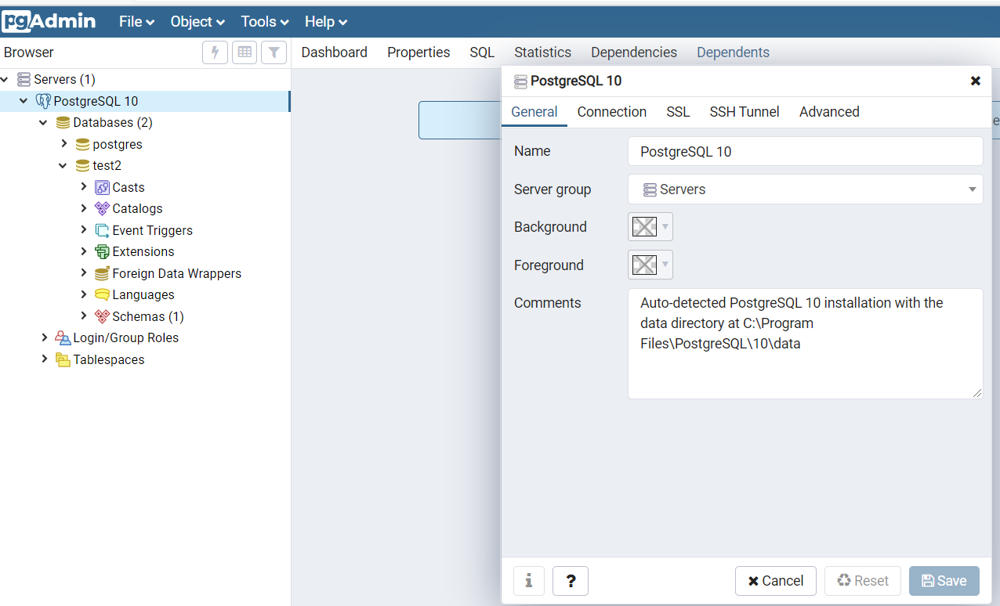 pgAdmin File Object Tools Help
Browser
Dashboard Properties SQL Statistics Dependencies Dependents
Servers (1)
PostgreSQL 10
Databases (2)
postgres
test2
Casts
Catalogs
Event Triggers
Extensions
Foreign Data Wrappers
Languages
Schemas (1)
Login/Group Roles
Tablespaces
PostgreSQL 10
General Connection SSL SSH Tunnel Advanced
Name PostgreSQL 10
Server group Servers
Background
Foreground
Comments Auto-detected PostgreSQL 10 installation with the
data directory at C:\Program
Files\PostgreSQL\10\data
i ? Cancel Reset Save